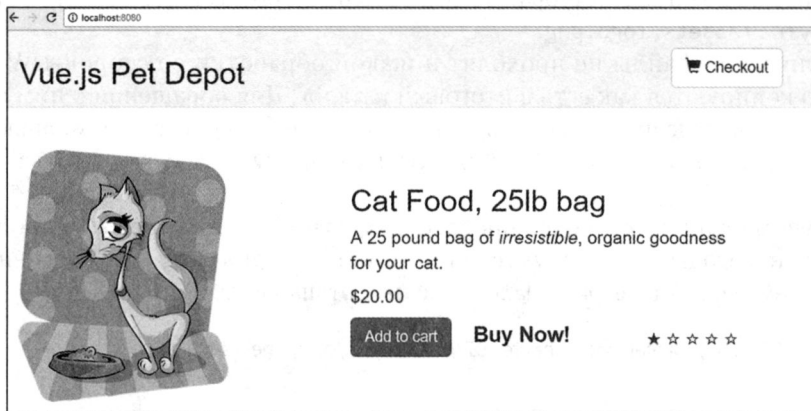 localhost:8080
Vue.js Pet Depot
Checkout
Cat Food, 25lb bag
A 25 pound bag of irresistible, organic goodness
for your cat.
$20.00
Add to cart
Buy Now!
★ ☆ ☆ ☆ ☆